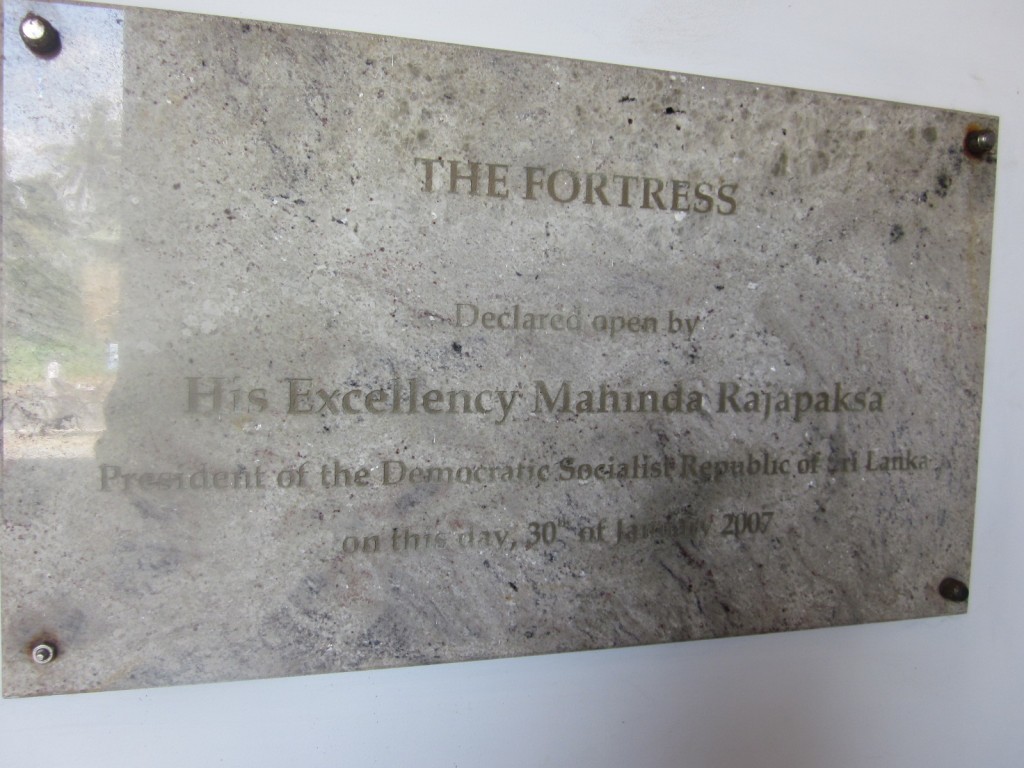 THE FORTRESS
Declared open by
His Excellency Mahinda Rajapaksa
President of the Democratic Socialist Republic of Sri Lanka
on this day, 30th of January 2007